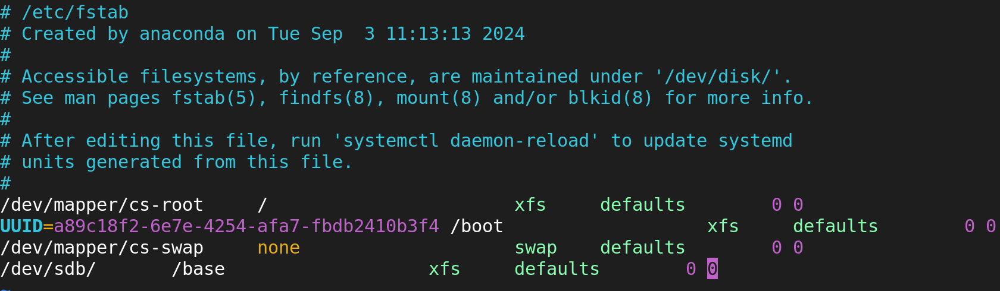 # /etc/fstab
# Created by anaconda on Tue Sep  3 11:13:13 2024
#
# Accessible filesystems, by reference, are maintained under '/dev/disk/'.
# See man pages fstab(5), findfs(8), mount(8) and/or blkid(8) for more info.
#
# After editing this file, run 'systemctl daemon-reload' to update systemd
# units generated from this file.
#
/dev/mapper/cs-root     /                       xfs     defaults        0 0
UUID=a89c18f2-6e7e-4254-afa7-fbdb2410b3f4 /boot                   xfs     defaults        0 0
/dev/mapper/cs-swap     none                    swap    defaults        0 0
/dev/sdb/       /base                   xfs     defaults        0 0
~